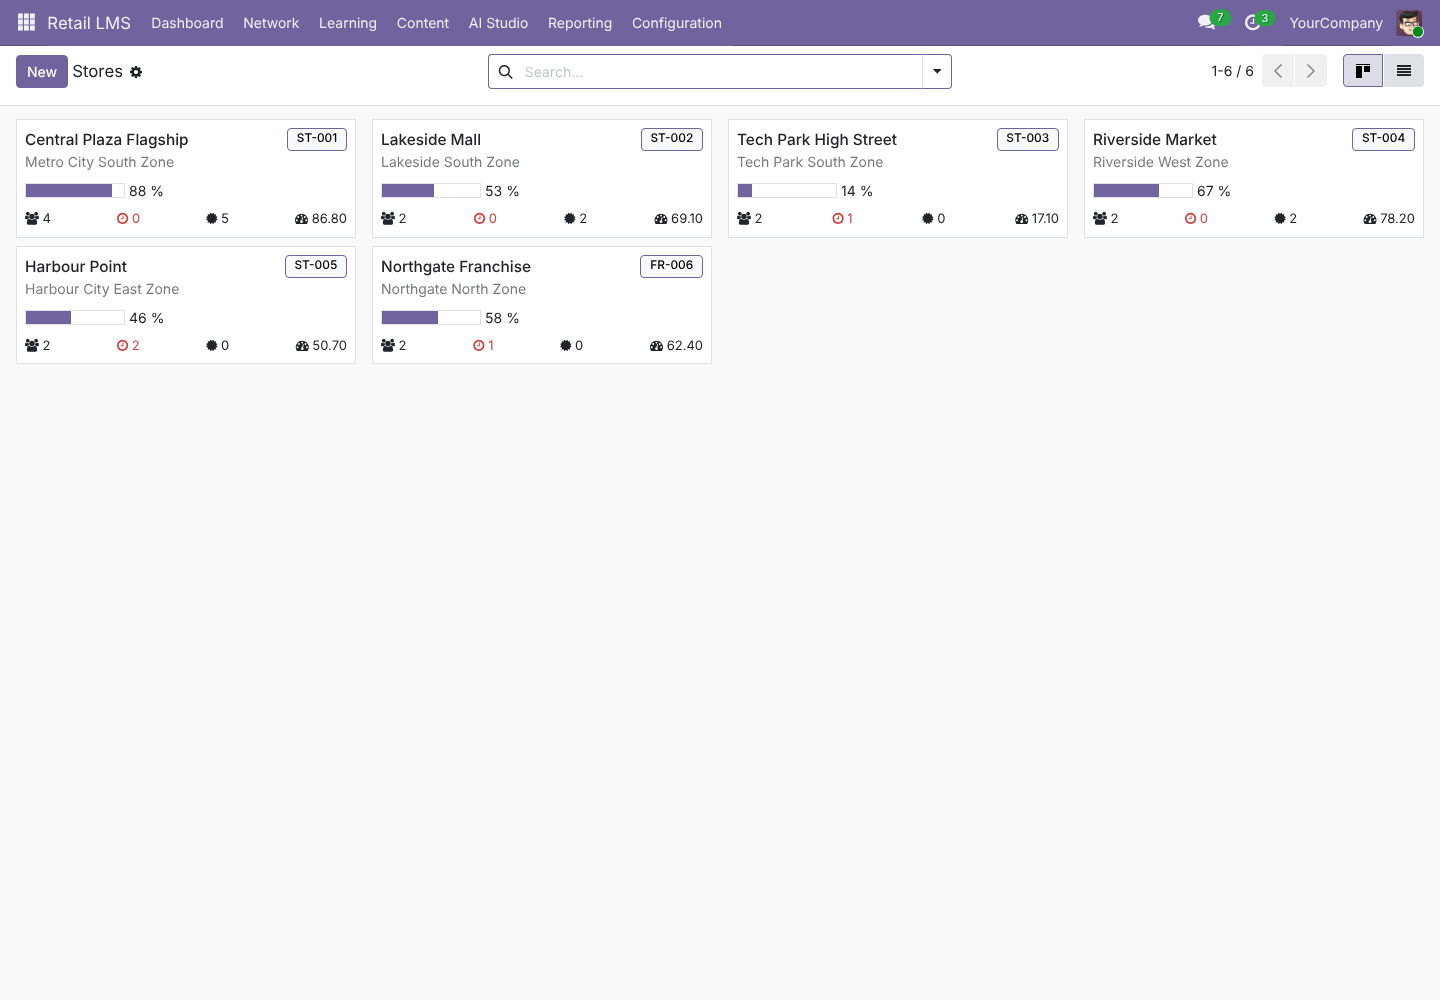 Retail LMS Dashboard Network Learning Content AI Studio Reporting Configuration 7 3 YourCompany
New Stores Search... 1-6 / 6
Central Plaza Flagship ST-001
Metro City South Zone
88 %
4 0 5 86.80
Lakeside Mall ST-002
Lakeside South Zone
53 %
2 0 2 69.10
Tech Park High Street ST-003
Tech Park South Zone
14 %
2 1 0 17.10
Riverside Market ST-004
Riverside West Zone
67 %
2 0 2 78.20
Harbour Point ST-005
Harbour City East Zone
46 %
2 2 0 50.70
Northgate Franchise FR-006
Northgate North Zone
58 %
2 1 0 62.40